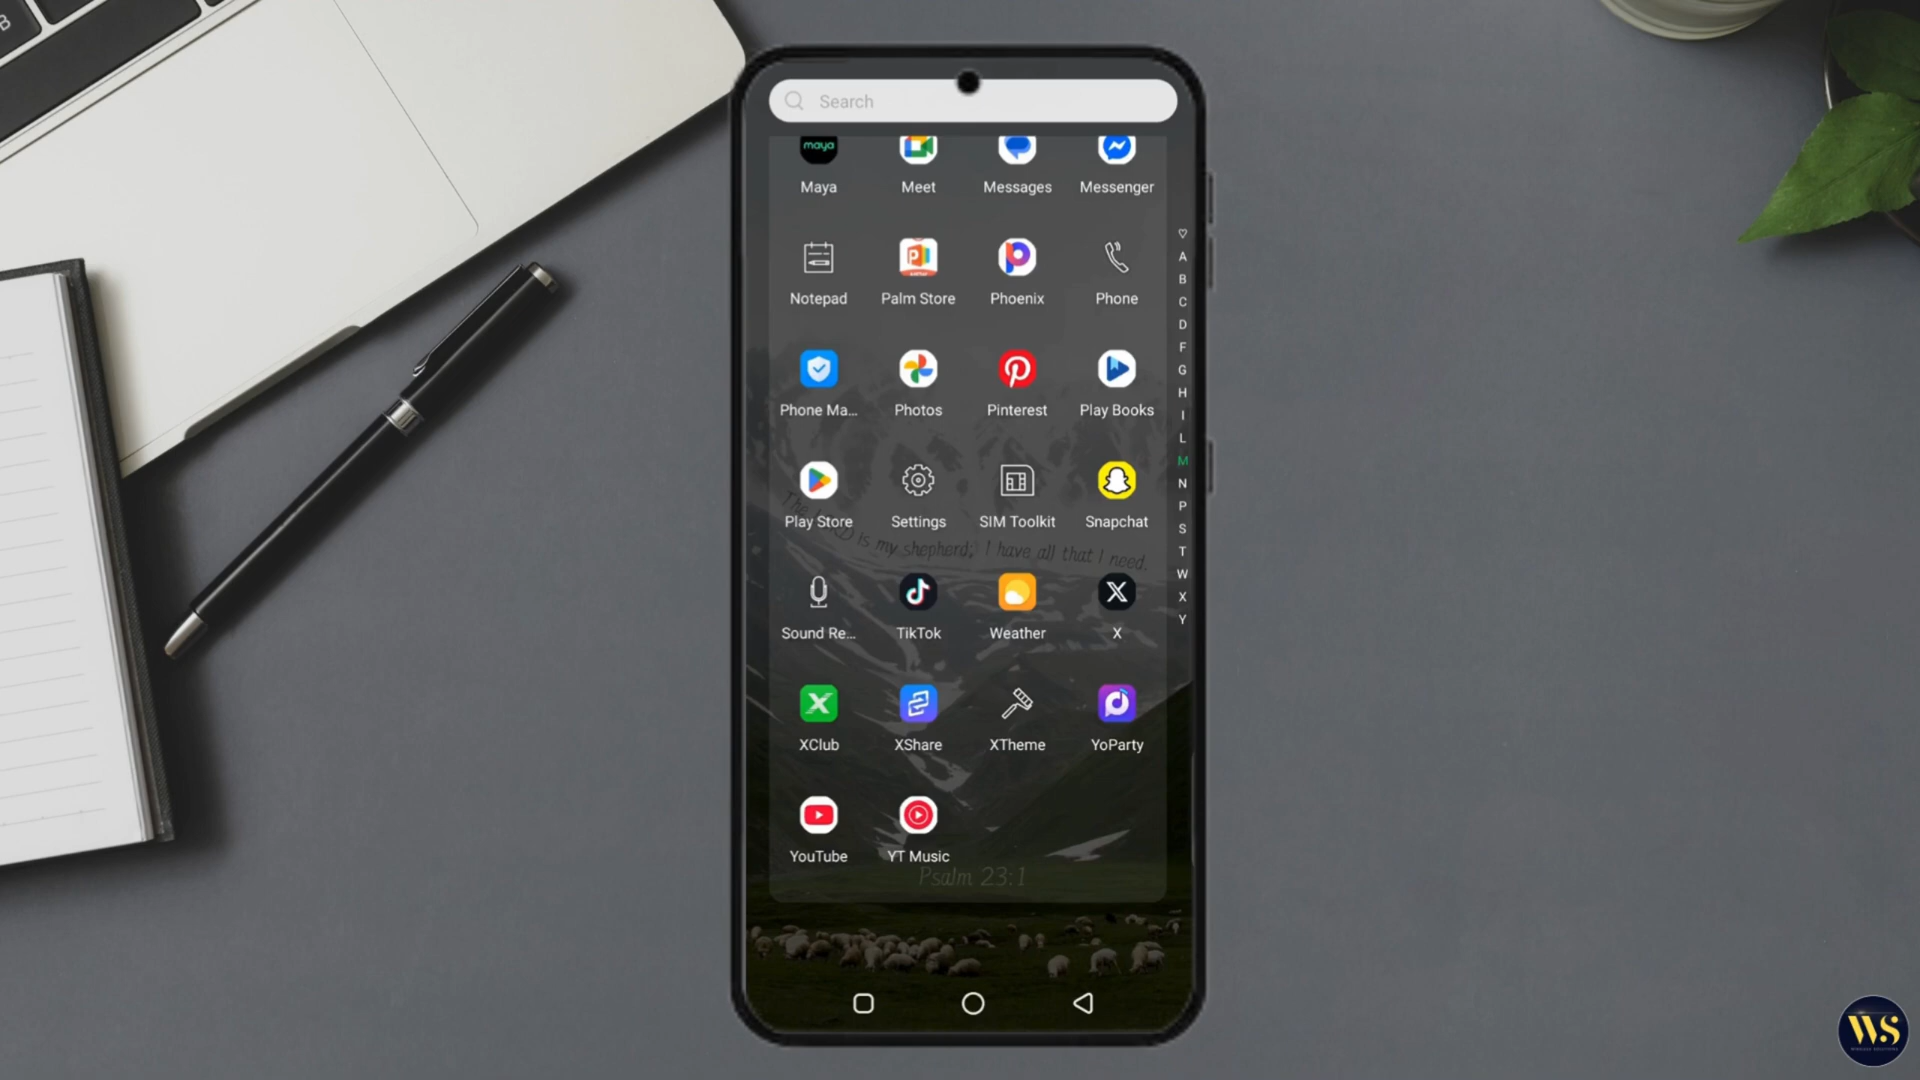 B
Search
maya
Maya Meet Messages Messenger
Notepad Palm Store Phoenix Phone
Phone Ma... Photos Pinterest Play Books
Play Store Settings SIM Toolkit Snapchat
The LORD is my shepherd; I have all that I need.
Sound Re... TikTok Weather X
XClub XShare XTheme YoParty
YouTube YT Music
Psalm 23:1
A
B
C
D
F
G
H
I
L
M
N
P
S
T
W
X
Y
WS